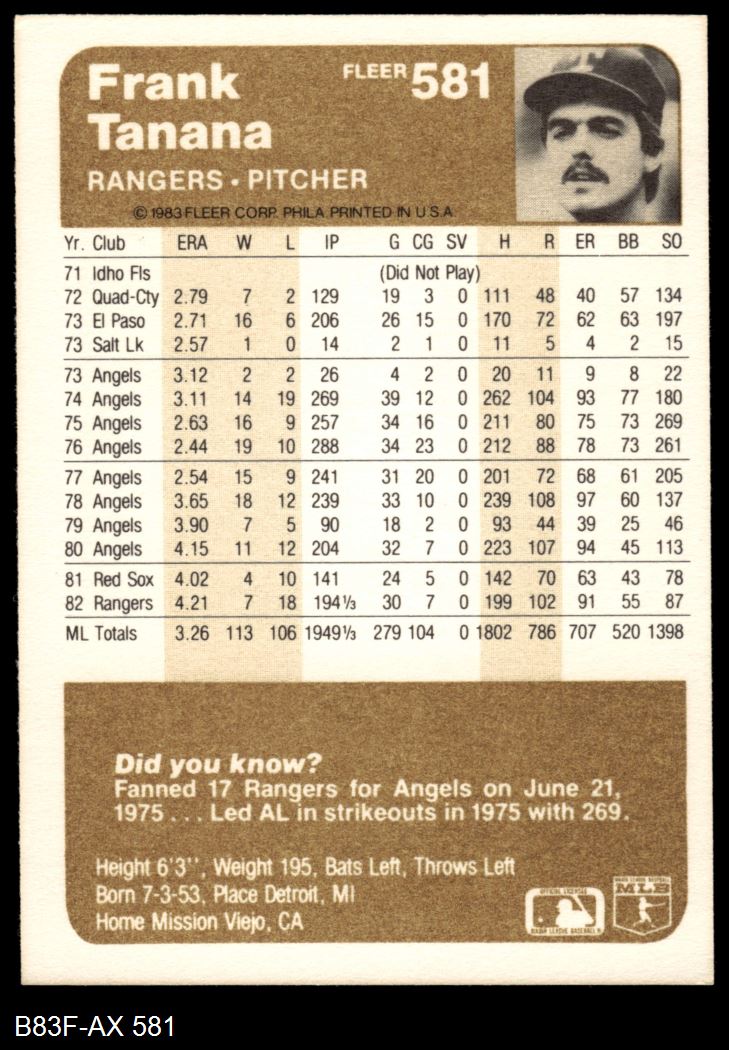 Frank
Tanana
FLEER 581
RANGERS • PITCHER
© 1983 FLEER CORP. PHILA PRINTED IN U.S.A.
Yr. Club ERA W L IP G CG SV H R ER BB SO
71 Idho Fls (Did Not Play)
72 Quad-Cty 2.79 7 2 129 19 3 0 111 48 40 57 134
73 El Paso 2.71 16 6 206 26 15 0 170 72 62 63 197
73 Salt Lk 2.57 1 0 14 2 1 0 11 5 4 2 15
73 Angels 3.12 2 2 26 4 2 0 20 11 9 8 22
74 Angels 3.11 14 19 269 39 12 0 262 104 93 77 180
75 Angels 2.63 16 9 257 34 16 0 211 80 75 73 269
76 Angels 2.44 19 10 288 34 23 0 212 88 78 73 261
77 Angels 2.54 15 9 241 31 20 0 201 72 68 61 205
78 Angels 3.65 18 12 239 33 10 0 239 108 97 60 137
79 Angels 3.90 7 5 90 18 2 0 93 44 39 25 46
80 Angels 4.15 11 12 204 32 7 0 223 107 94 45 113
81 Red Sox 4.02 4 10 141 24 5 0 142 70 63 43 78
82 Rangers 4.21 7 18 194⅓ 30 7 0 199 102 91 55 87
ML Totals 3.26 113 106 1949⅓ 279 104 0 1802 786 707 520 1398
Did you know?
Fanned 17 Rangers for Angels on June 21,
1975 . . . Led AL in strikeouts in 1975 with 269.
Height 6'3'', Weight 195, Bats Left, Throws Left
Born 7-3-53, Place Detroit, MI
Home Mission Viejo, CA
OFFICIAL LICENSEE
MAJOR LEAGUE BASEBALL
MAJOR LEAGUE BASEBALL
MLB
B83F-AX 581